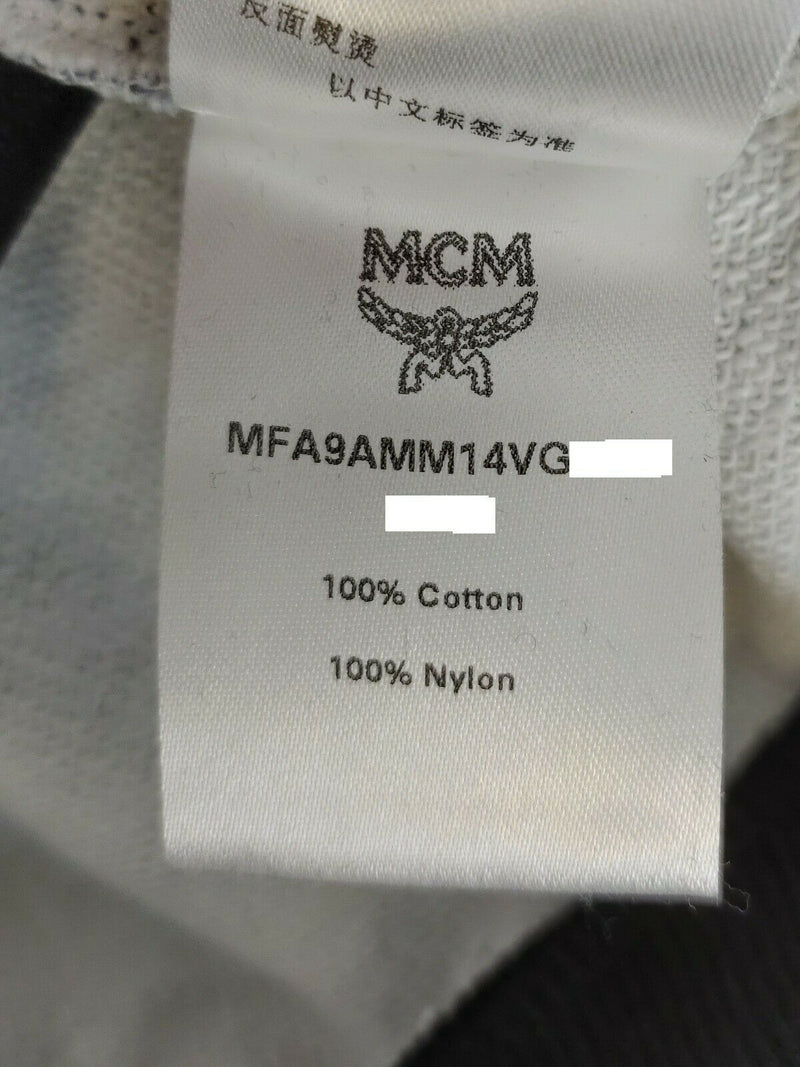 反面熨烫
以中文标签为准
MCM
MFA9AMM14VG
100% Cotton
100% Nylon